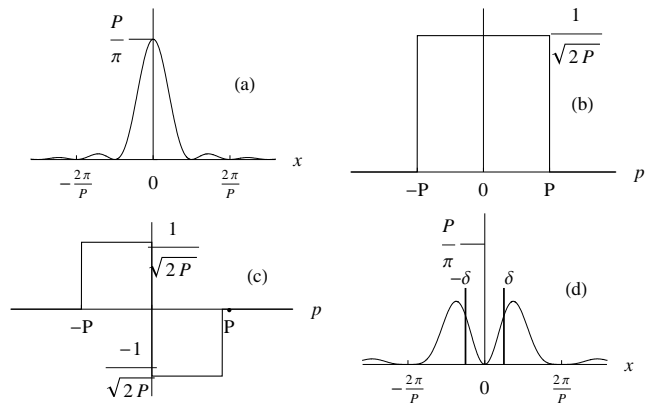 P/π
(a)
x
−2π/P 0 2π/P
1/√2P
(b)
p
−P 0 P
1/√2P
(c)
−P P p
−1/√2P
P/π
−δ δ
(d)
x
−2π/P 0 2π/P